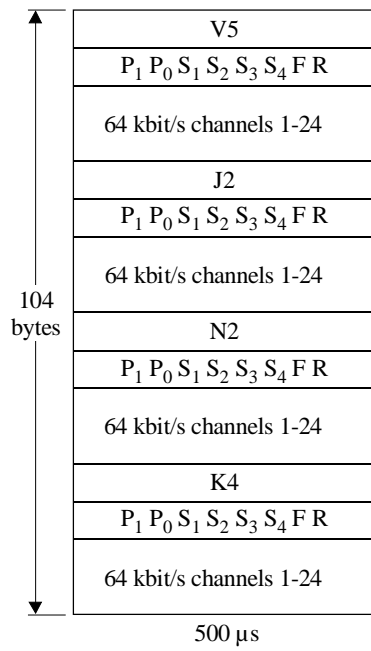 V5
P1 P0 S1 S2 S3 S4 F R
64 kbit/s channels 1-24
J2
P1 P0 S1 S2 S3 S4 F R
64 kbit/s channels 1-24
104
bytes
N2
P1 P0 S1 S2 S3 S4 F R
64 kbit/s channels 1-24
K4
P1 P0 S1 S2 S3 S4 F R
64 kbit/s channels 1-24
500 µs